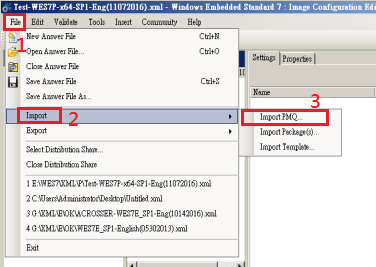 Test-WES7P-x64-SP1-Eng(11072016).xml - Windows Embedded Standard 7 : Image Configuration Edi
File Edit Validate Tools Insert Community Help
1
New Answer File Ctrl+N
Open Answer File... Ctrl+O
Close Answer File
Save Answer File Ctrl+S
Save Answer File As...
Import
2
Export
Select Distribution Share...
Close Distribution Share
1 E:\WES7\XML\P\Test-WES7P-x64-SP1-Eng(11072016).xml
2 C:\Users\Administrator\Desktop\Untitled.xml
3 G:\XML\E\OK\ACROSSER-WES7E_SP1-English(10142016).xml
4 G:\XML\E\OK\WES7E_SP1-English(05302013).xml
Exit
Settings Properties
Name
3
Import PMQ...
Import Package(s)...
Import Template...